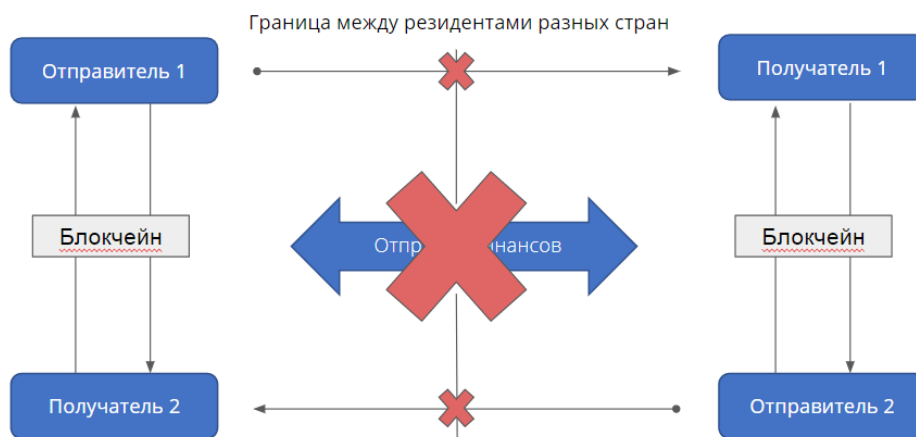 Граница между резидентами разных стран
Отправитель 1
Получатель 1
Блокчейн
Блокчейн
Получатель 2
Отправитель 2